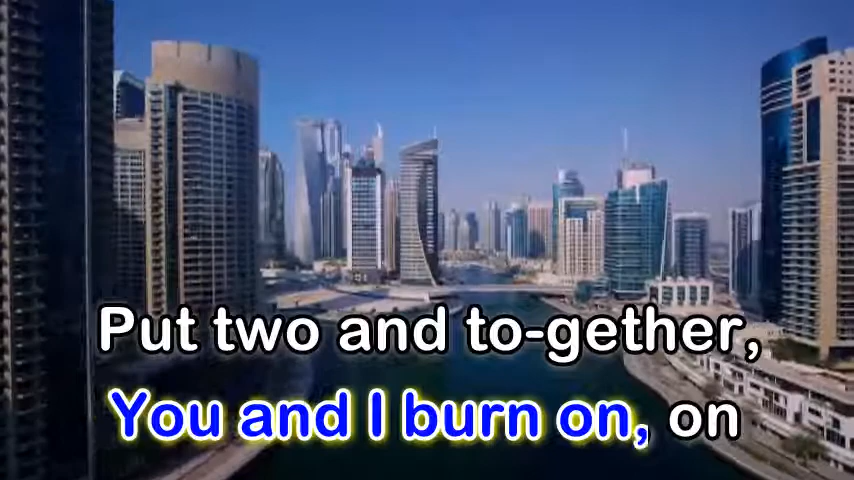 Put two and to-gether,
You and I burn on, on